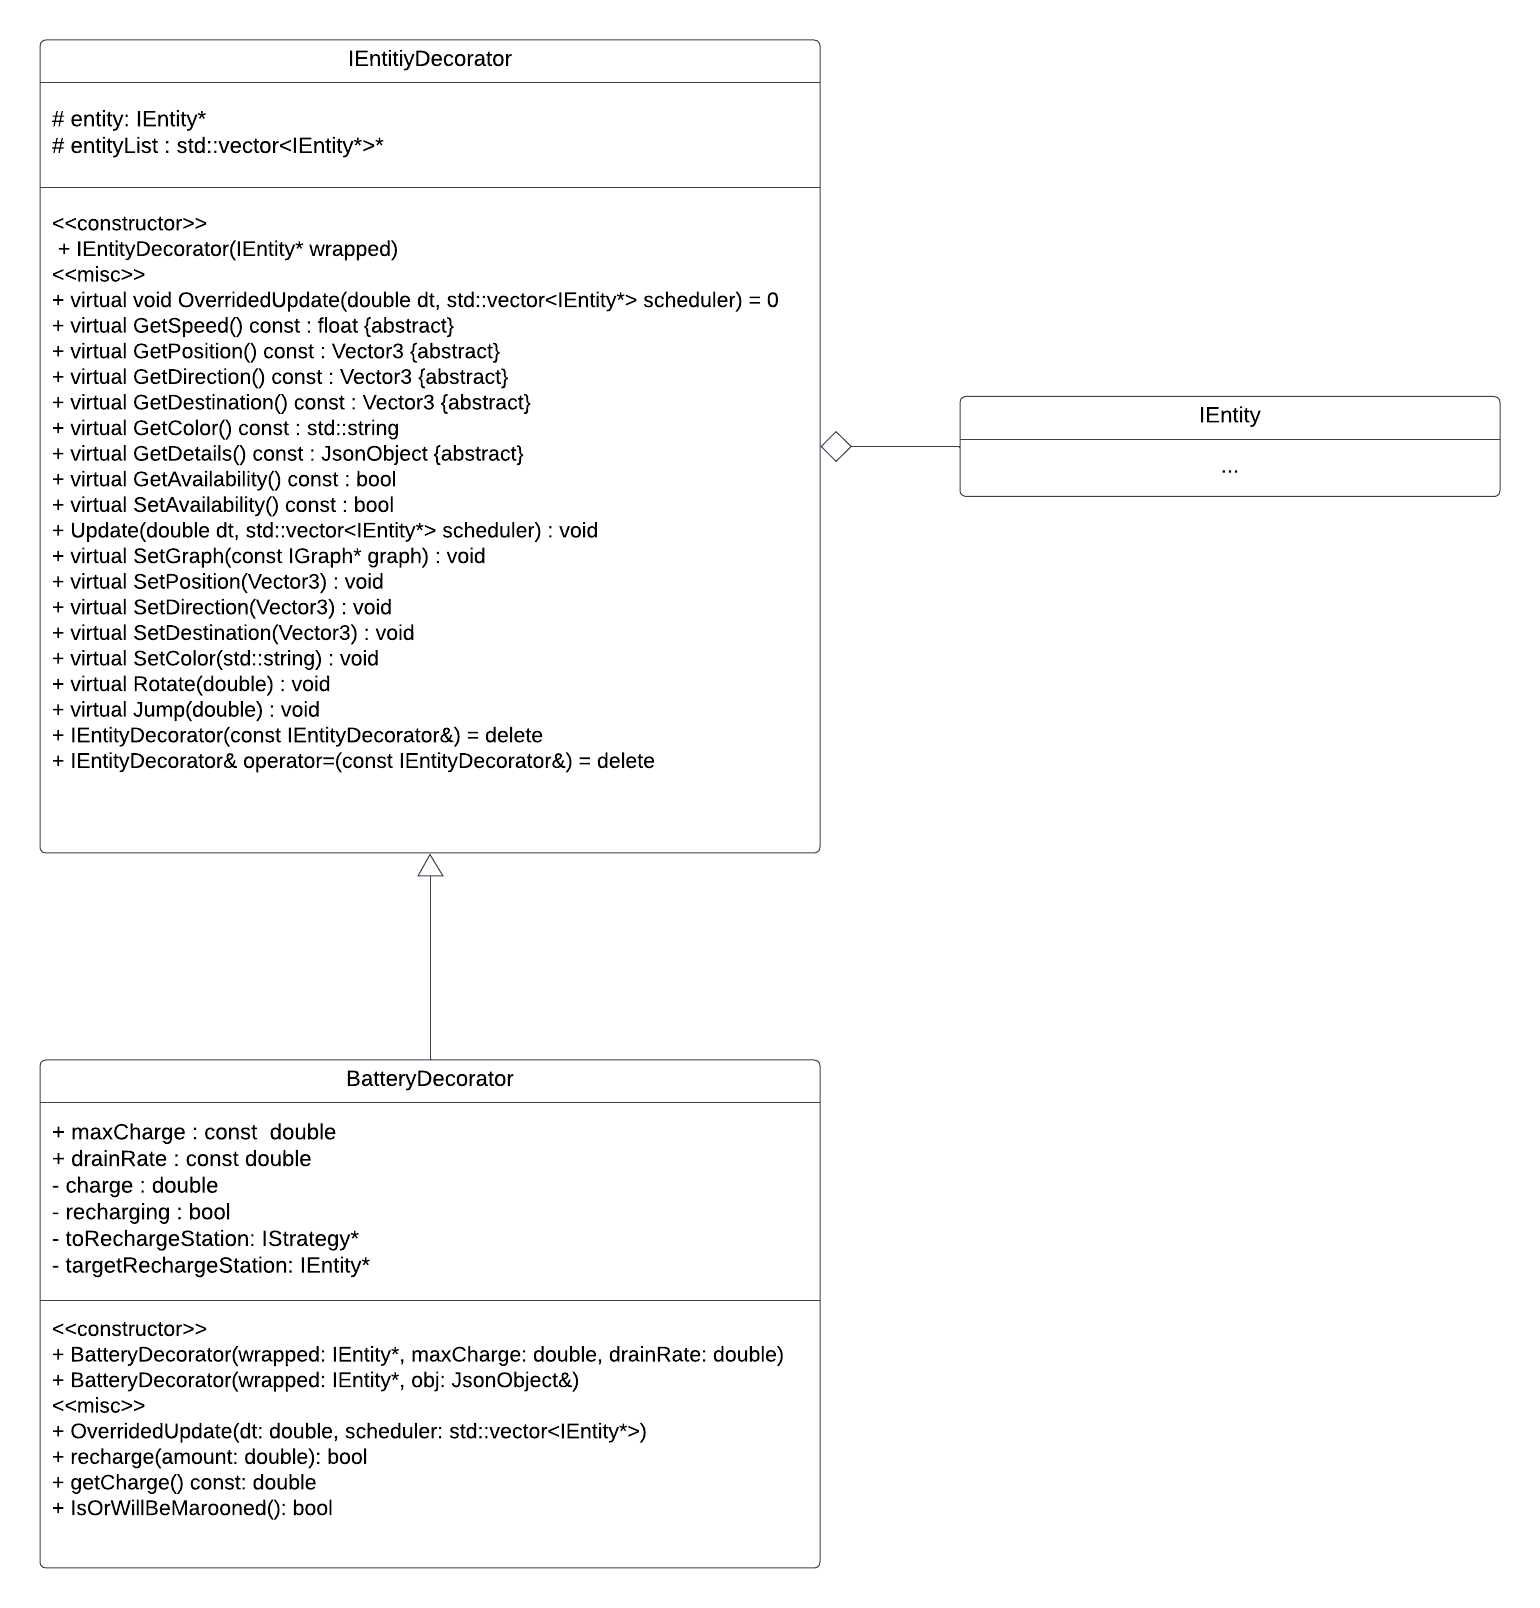 IEntitiyDecorator
# entity: IEntity*
# entityList : std::vector<IEntity*>*
<<constructor>>
+ IEntityDecorator(IEntity* wrapped)
<<misc>>
+ virtual void OverridedUpdate(double dt, std::vector<IEntity*> scheduler) = 0
+ virtual GetSpeed() const : float {abstract}
+ virtual GetPosition() const : Vector3 {abstract}
+ virtual GetDirection() const : Vector3 {abstract}
+ virtual GetDestination() const : Vector3 {abstract}
+ virtual GetColor() const : std::string
+ virtual GetDetails() const : JsonObject {abstract}
+ virtual GetAvailability() const : bool
+ virtual SetAvailability() const : bool
+ Update(double dt, std::vector<IEntity*> scheduler) : void
+ virtual SetGraph(const IGraph* graph) : void
+ virtual SetPosition(Vector3) : void
+ virtual SetDirection(Vector3) : void
+ virtual SetDestination(Vector3) : void
+ virtual SetColor(std::string) : void
+ virtual Rotate(double) : void
+ virtual Jump(double) : void
+ IEntityDecorator(const IEntityDecorator&) = delete
+ IEntityDecorator& operator=(const IEntityDecorator&) = delete
IEntity
...
BatteryDecorator
+ maxCharge : const  double
+ drainRate : const double
- charge : double
- recharging : bool
- toRechargeStation: IStrategy*
- targetRechargeStation: IEntity*
<<constructor>>
+ BatteryDecorator(wrapped: IEntity*, maxCharge: double, drainRate: double)
+ BatteryDecorator(wrapped: IEntity*, obj: JsonObject&)
<<misc>>
+ OverridedUpdate(dt: double, scheduler: std::vector<IEntity*>)
+ recharge(amount: double): bool
+ getCharge() const: double
+ IsOrWillBeMarooned(): bool